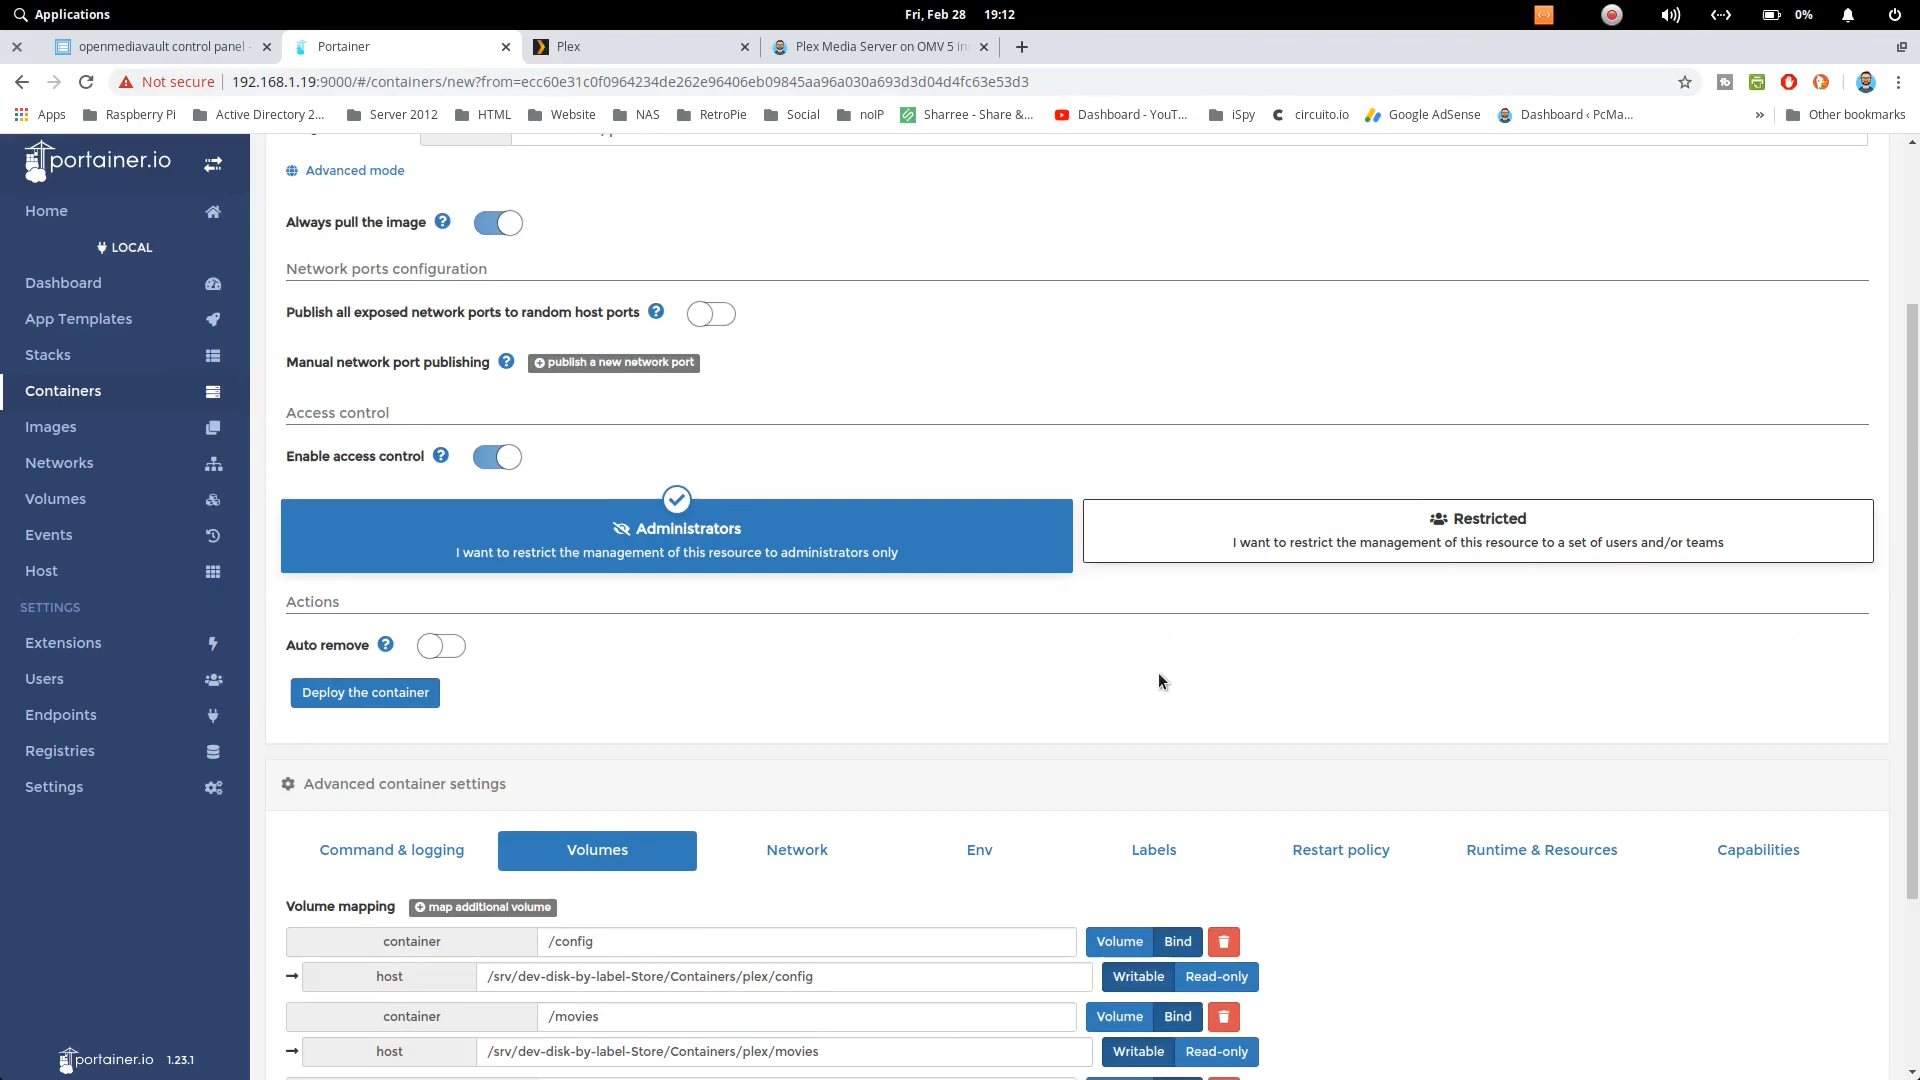 Applications
Fri, Feb 28 19:12
0%
openmediavault control panel
Portainer
Plex
Plex Media Server on OMV 5 in
Not secure
192.168.1.19:9000/#/containers/new?from=ecc60e31c0f0964234de262e96406eb09845aa96a030a693d3d04d4fc63e53d3
Apps
Raspberry Pi
Active Directory 2...
Server 2012
HTML
Website
NAS
RetroPie
Social
noIP
Sharree - Share &...
Dashboard - YouT...
iSpy
circuito.io
Google AdSense
Dashboard ‹ PcMa...
»
Other bookmarks
portainer.io
Home
LOCAL
Dashboard
App Templates
Stacks
Containers
Images
Networks
Volumes
Events
Host
SETTINGS
Extensions
Users
Endpoints
Registries
Settings
portainer.io 1.23.1
Advanced mode
Always pull the image
Network ports configuration
Publish all exposed network ports to random host ports
Manual network port publishing
publish a new network port
Access control
Enable access control
Administrators
I want to restrict the management of this resource to administrators only
Restricted
I want to restrict the management of this resource to a set of users and/or teams
Actions
Auto remove
Deploy the container
Advanced container settings
Command & logging
Volumes
Network
Env
Labels
Restart policy
Runtime & Resources
Capabilities
Volume mapping
map additional volume
container /config Volume Bind
host /srv/dev-disk-by-label-Store/Containers/plex/config Writable Read-only
container /movies Volume Bind
host /srv/dev-disk-by-label-Store/Containers/plex/movies Writable Read-only